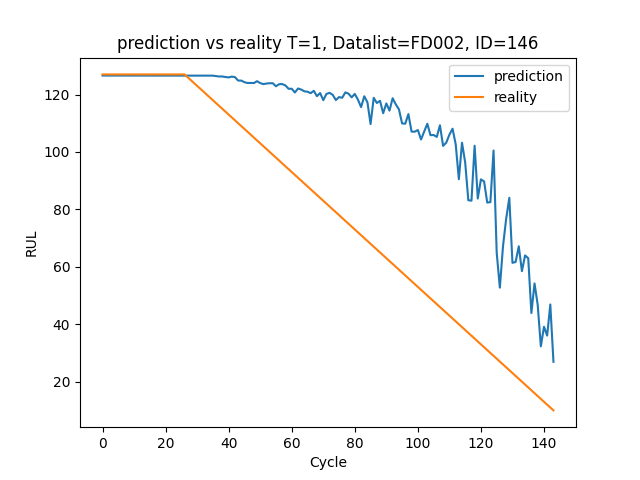 prediction vs reality T=1, Datalist=FD002, ID=146
prediction
reality
RUL
120
100
80
60
40
20
0 20 40 60 80 100 120 140
Cycle